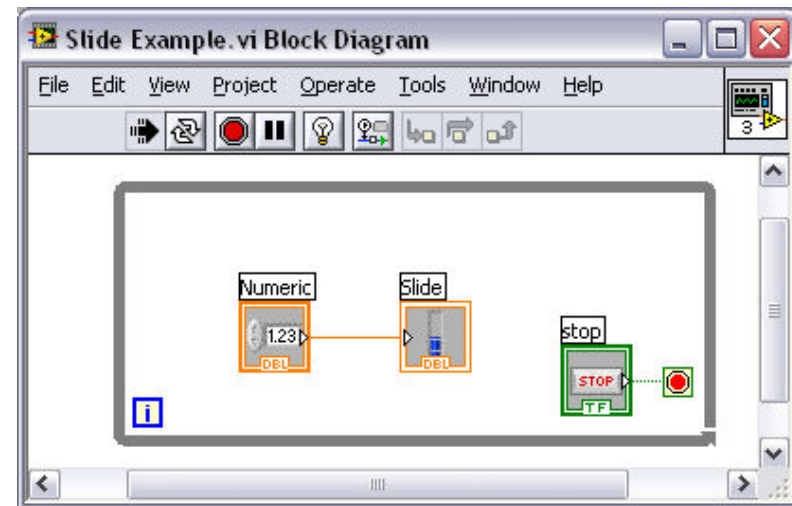 Slide Example.vi Block Diagram
File Edit View Project Operate Tools Window Help
3
Numeric
1.23
DBL
Slide
DBL
stop
STOP
TF
i